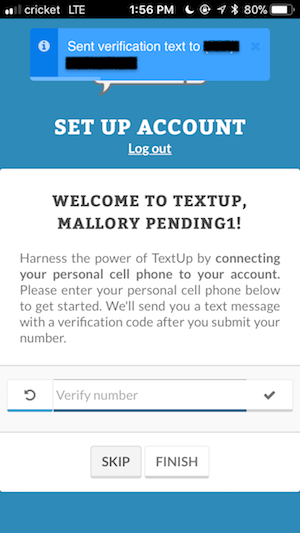 cricket LTE 1:56 PM 80%
Sent verification text to
SET UP ACCOUNT
Log out
WELCOME TO TEXTUP,
MALLORY PENDING1!
Harness the power of TextUp by connecting
your personal cell phone to your account.
Please enter your personal cell phone below
to get started. We'll send you a text message
with a verification code after you submit your
number.
Verify number
SKIP FINISH